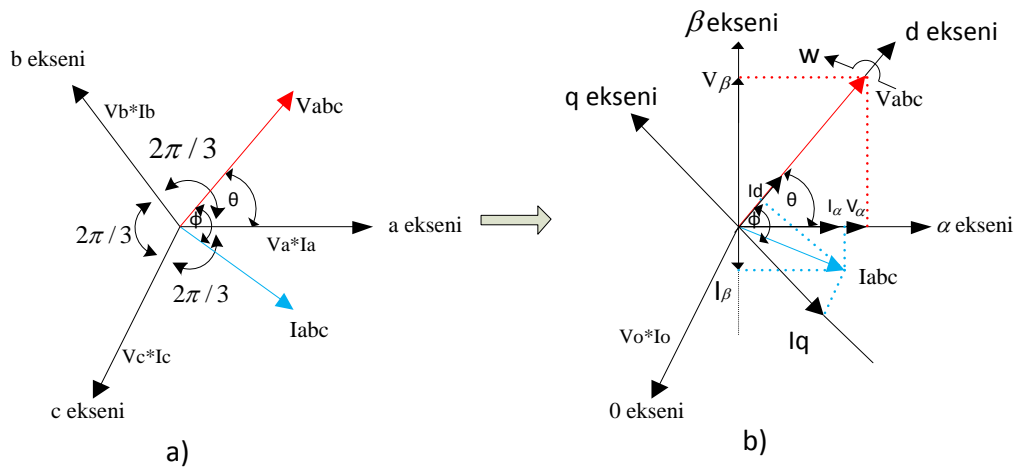 b ekseni
Vb*Ib
Vabc
2π / 3
θ
ϕ
a ekseni
2π / 3
Va*Ia
2π / 3
Iabc
Vc*Ic
c ekseni
a)
β ekseni
d ekseni
w
Vβ
Vabc
q ekseni
Id
θ
ϕ
Iα Vα
α ekseni
Iabc
Iβ
Vo*Io
Iq
0 ekseni
b)